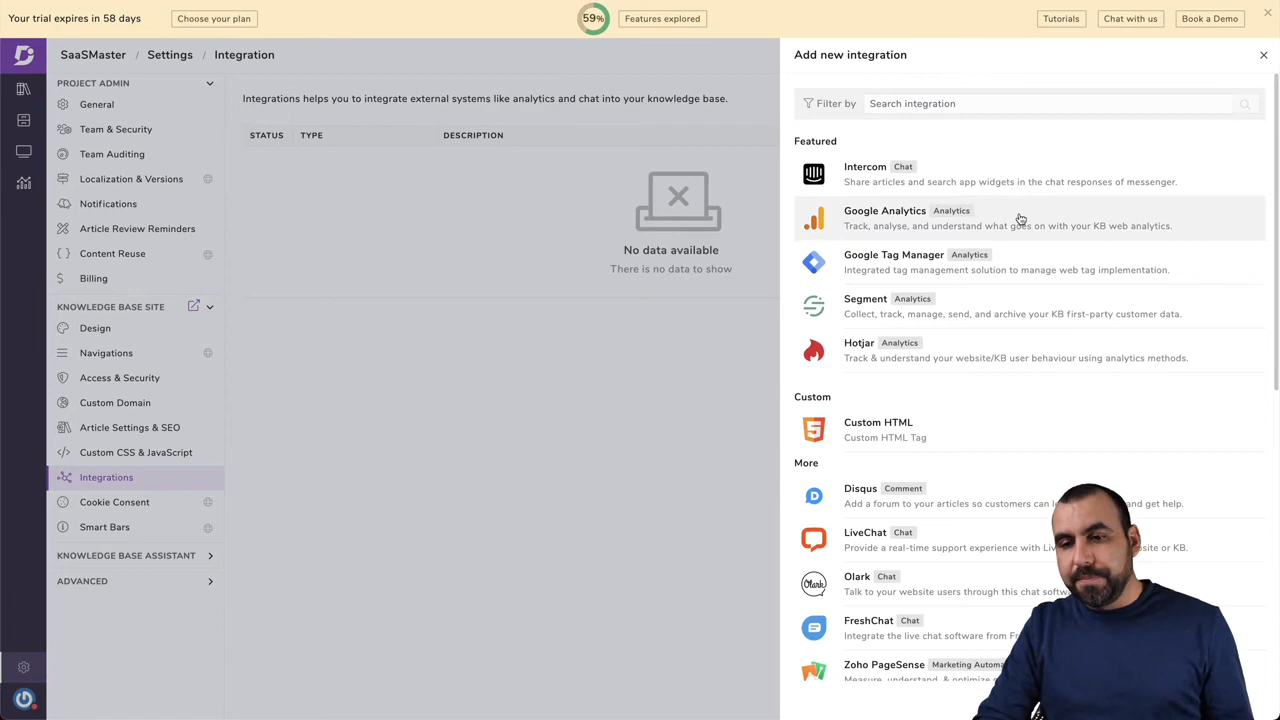 Your trial expires in 58 days
Choose your plan
59%
Features explored
Tutorials
Chat with us
Book a Demo
SaaSMaster / Settings / Integration
PROJECT ADMIN
General
Team & Security
Team Auditing
Localization & Versions
Notifications
Article Review Reminders
Content Reuse
Billing
KNOWLEDGE BASE SITE
Design
Navigations
Access & Security
Custom Domain
Article Settings & SEO
Custom CSS & JavaScript
Integrations
Cookie Consent
Smart Bars
KNOWLEDGE BASE ASSISTANT
ADVANCED
Integrations helps you to integrate external systems like analytics and chat into your knowledge base.
STATUS TYPE DESCRIPTION
No data available
There is no data to show
Add new integration
Filter by Search integration
Featured
Intercom Chat
Share articles and search app widgets in the chat responses of messenger.
Google Analytics Analytics
Track, analyse, and understand what goes on with your KB web analytics.
Google Tag Manager Analytics
Integrated tag management solution to manage web tag implementation.
Segment Analytics
Collect, track, manage, send, and archive your KB first-party customer data.
Hotjar Analytics
Track & understand your website/KB user behaviour using analytics methods.
Custom
Custom HTML
Custom HTML Tag
More
Disqus Comment
Add a forum to your articles so customers can and get help.
LiveChat Chat
Provide a real-time support experience with or KB.
Olark Chat
Olark
Talk to your website users through this chat
FreshChat Chat
Integrate the live chat software from
Zoho PageSense Marketing
Measure, understand, & optimize